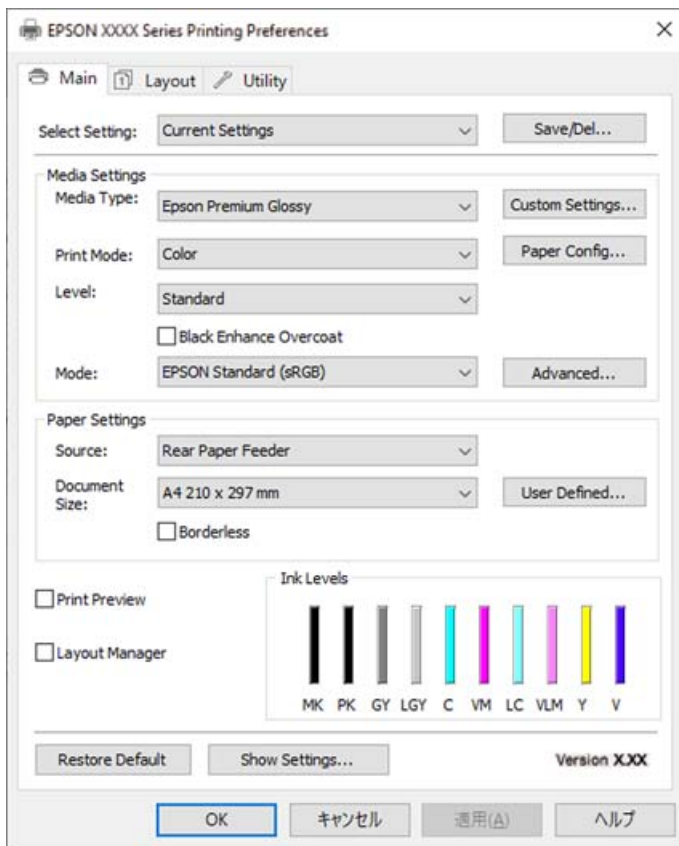 EPSON XXXX Series Printing Preferences
Main
1
Layout
Utility
Select Setting:
Current Settings
Save/Del...
Media Settings
Media Type:
Epson Premium Glossy
Custom Settings...
Print Mode:
Color
Paper Config...
Level:
Standard
Black Enhance Overcoat
Mode:
EPSON Standard (sRGB)
Advanced...
Paper Settings
Source:
Rear Paper Feeder
Document
Size:
A4 210 x 297 mm
User Defined...
Borderless
Print Preview
Layout Manager
Ink Levels
MK PK GY LGY C VM LC VLM Y V
Restore Default
Show Settings...
Version X.XX
OK
キャンセル
適用(A)
ヘルプ